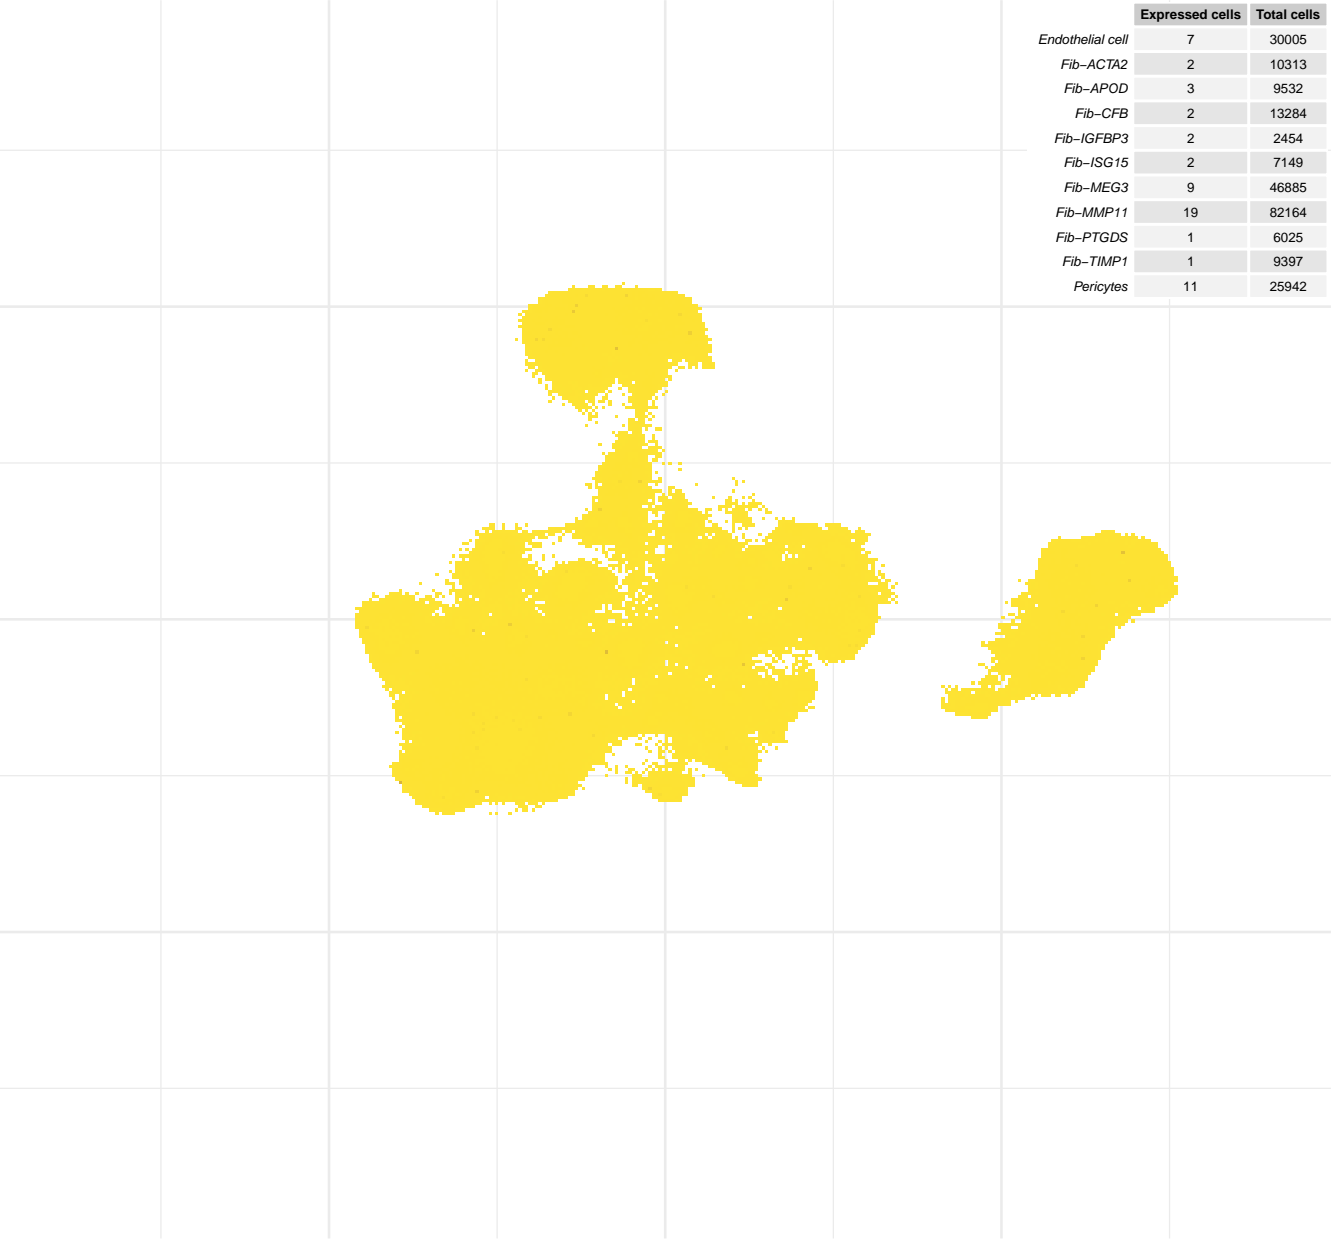 Expressed cells Total cells
Endothelial cell 7 30005
Fib−ACTA2 2 10313
Fib−APOD 3 9532
Fib−CFB 2 13284
Fib−IGFBP3 2 2454
Fib−ISG15 2 7149
Fib−MEG3 9 46885
Fib−MMP11 19 82164
Fib−PTGDS 1 6025
Fib−TIMP1 1 9397
Pericytes 11 25942